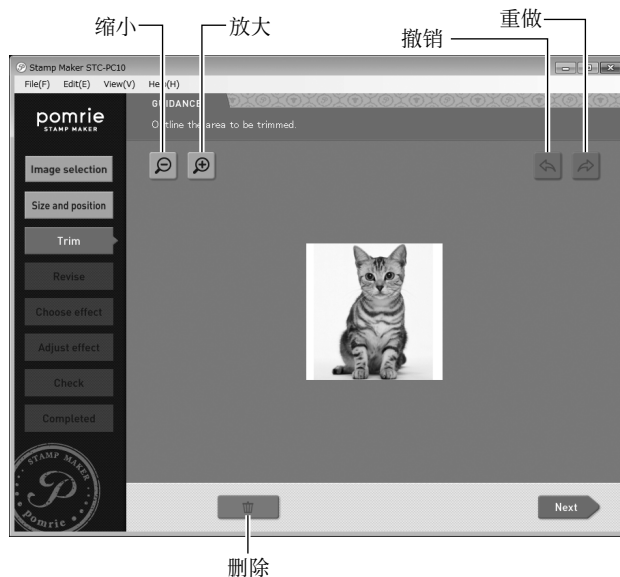 缩小
放大
撤销
重做
Stamp Maker STC-PC10
File(F) Edit(E) View(V) Help(H)
GUIDANCE
Outline the area to be trimmed.
pomrie
STAMP MAKER
Image selection
Size and position
Trim
Revise
Choose effect
Adjust effect
Check
Completed
STAMP MAKER
P
Pomrie
Next
删除